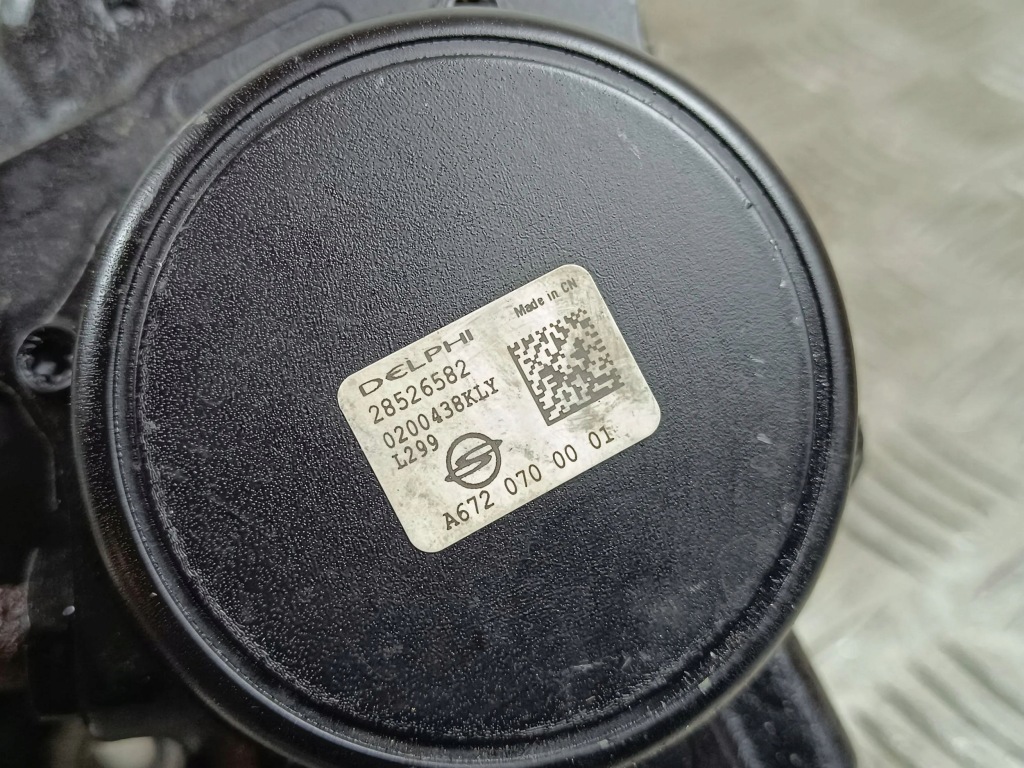 Made in CN
DELPHI
28526582
0200438KLY
L299
A672 070 00 01